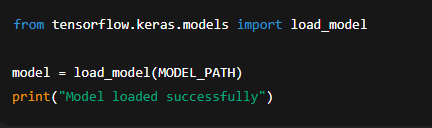 from tensorflow.keras.models import load_model
model = load_model(MODEL_PATH)
print("Model loaded successfully")